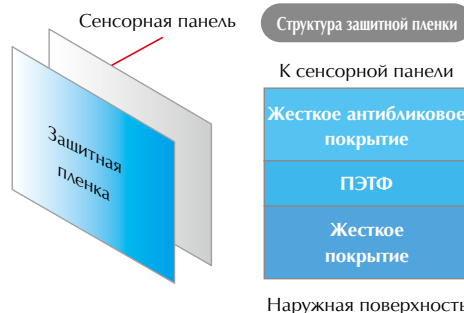 Сенсорная панель
Защитная
пленка
Структура защитной пленки
К сенсорной панели
Жесткое антибликовое
покрытие
ПЭТФ
Жесткое
покрытие
Наружная поверхность